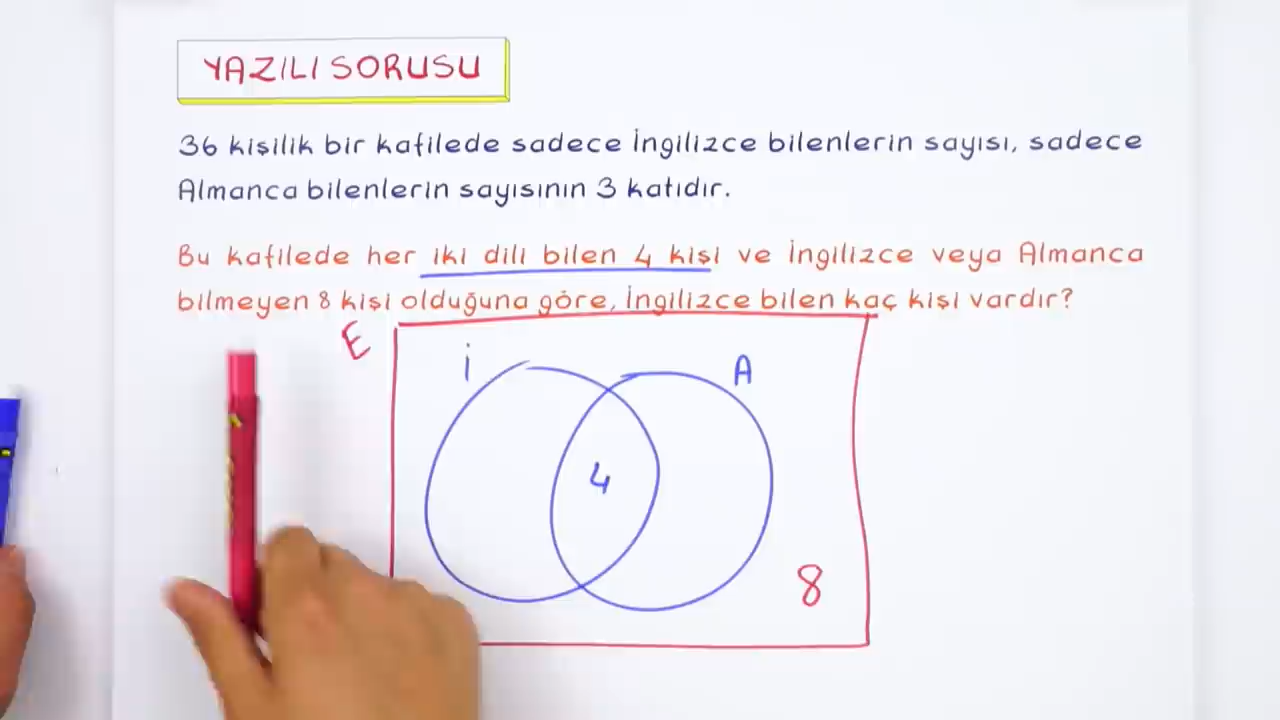 YAZILI SORUSU
36 kişilik bir kafilede sadece İngilizce bilenlerin sayısı, sadece
Almanca bilenlerin sayısının 3 katıdır.
Bu kafilede her iki dili bilen 4 kişi ve İngilizce veya Almanca
bilmeyen 8 kişi olduğuna göre, İngilizce bilen kaç kişi vardır?
E
İ A
4
8